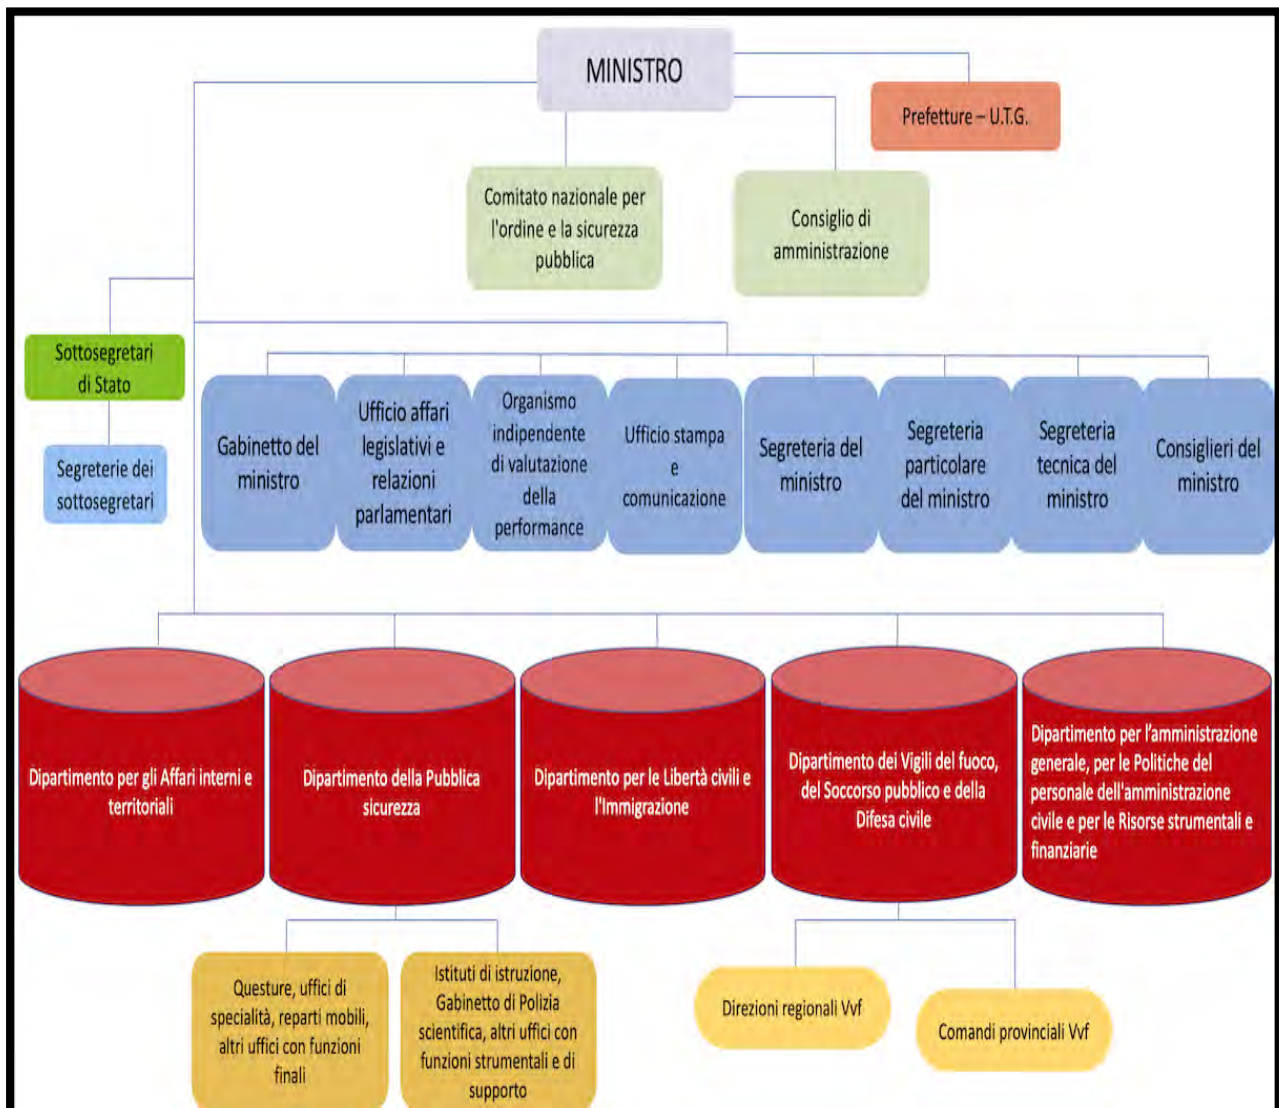 MINISTRO
Prefetture – U.T.G.
Comitato nazionale per
l'ordine e la sicurezza
pubblica
Consiglio di
amministrazione
Sottosegretari
di Stato
Segreterie dei
sottosegretari
Gabinetto del
ministro
Ufficio affari
legislativi e
relazioni
parlamentari
Organismo
indipendente
di valutazione
della
performance
Ufficio stampa
e
comunicazione
Segreteria del
ministro
Segreteria
particolare
del ministro
Segreteria
tecnica del
ministro
Consiglieri del
ministro
Dipartimento per gli Affari interni e
territoriali
Dipartimento della Pubblica
sicurezza
Dipartimento per le Libertà civili e
l'Immigrazione
Dipartimento dei Vigili del fuoco,
del Soccorso pubblico e della
Difesa civile
Dipartimento per l’amministrazione
generale, per le Politiche del
personale dell'amministrazione
civile e per le Risorse strumentali e
finanziarie
Questure, uffici di
specialità, reparti mobili,
altri uffici con funzioni
finali
Istituti di istruzione,
Gabinetto di Polizia
scientifica, altri uffici con
funzioni strumentali e di
supporto
Direzioni regionali Vvf
Comandi provinciali Vvf